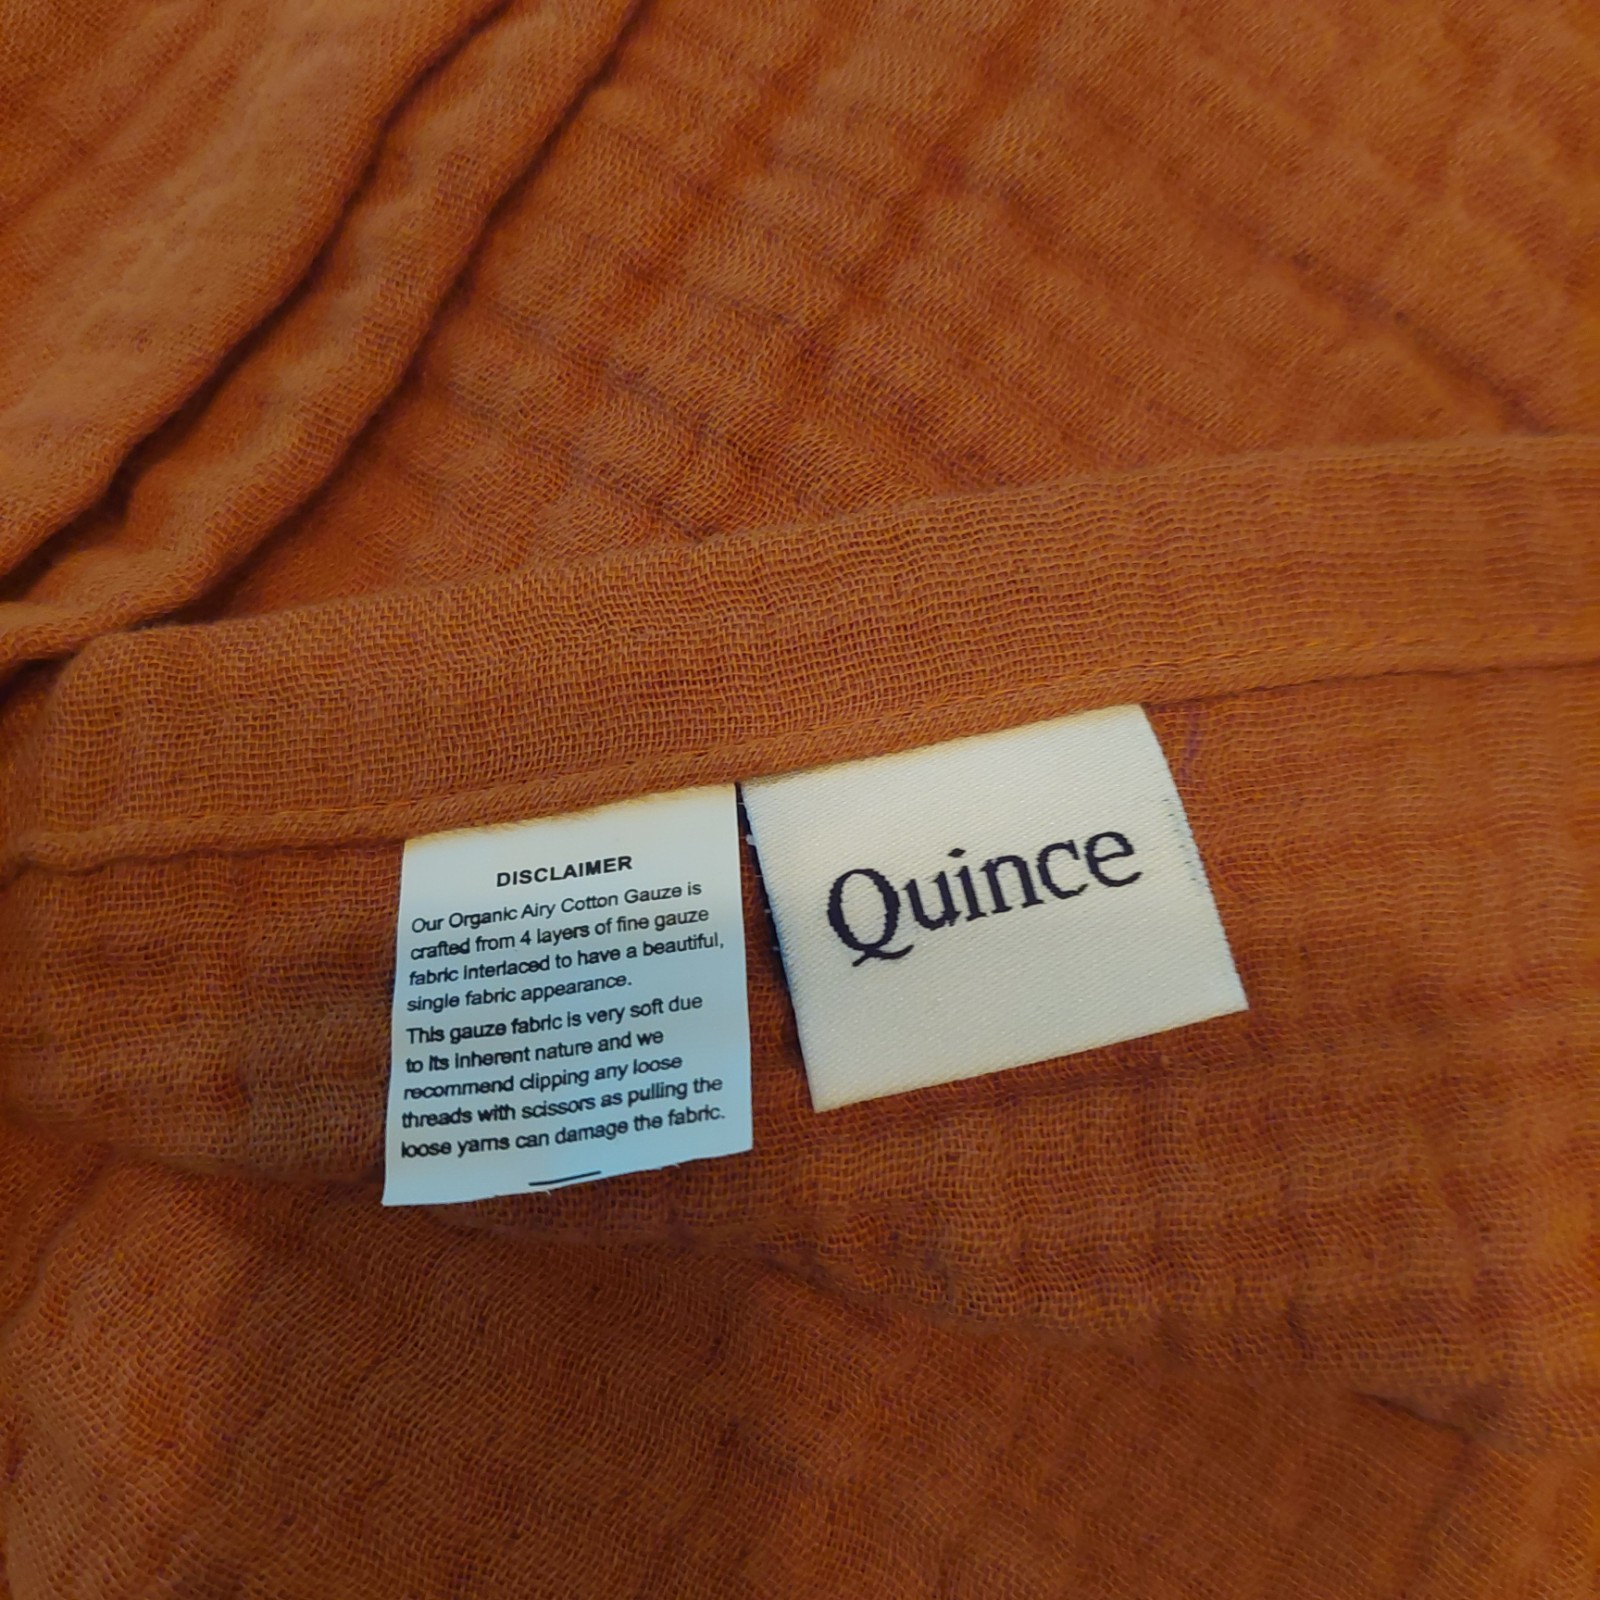 DISCLAIMER
Our Organic Airy Cotton Gauze is
crafted from 4 layers of fine gauze
fabric interlaced to have a beautiful,
single fabric appearance.
This gauze fabric is very soft due
to its inherent nature and we
recommend clipping any loose
threads with scissors as pulling the
loose yarns can damage the fabric.
Quince